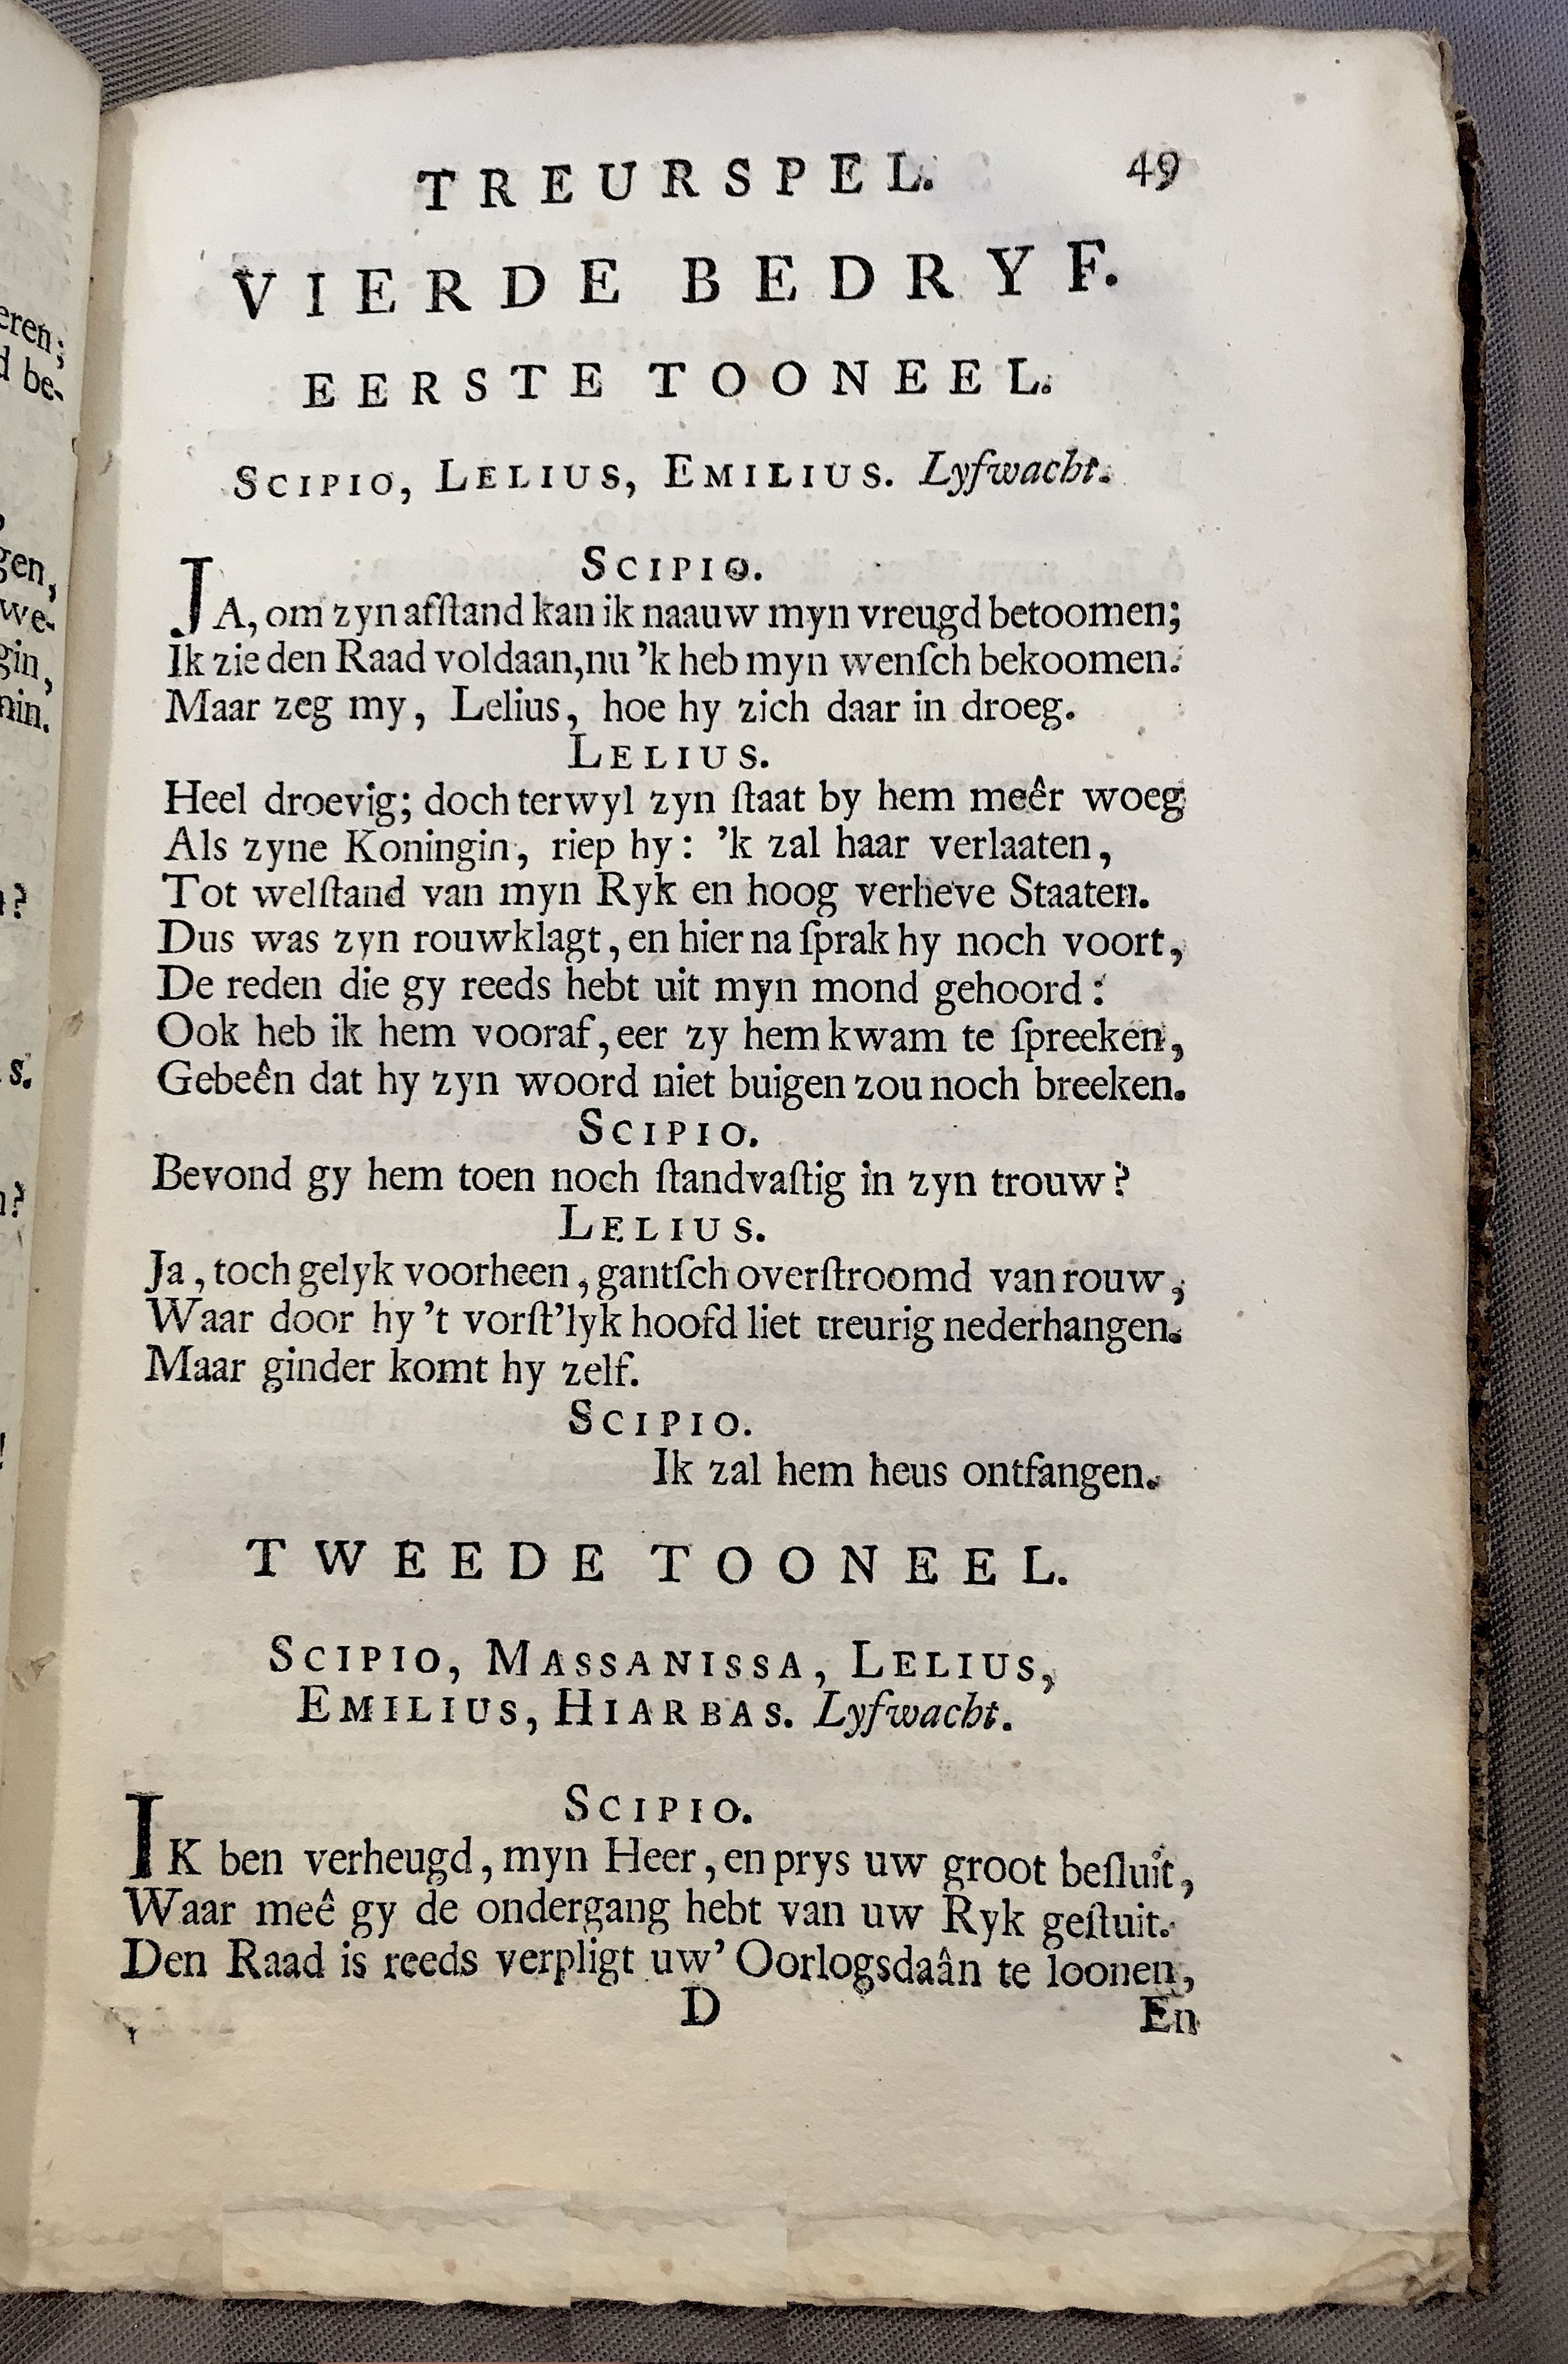 TREURSPEL. 49
VIERDE BEDRYF.
EERSTE TOONEEL.
SCIPIO, LELIUS, EMILIUS. Lyfwacht.
SCIPIO.
JA, om zyn afſtand kan ik naauw myn vreugd betoomen;
Ik zie den Raad voldaan, nu 'k heb myn wenſch bekoomen.
Maar zeg my, Lelius, hoe hy zich daar in droeg.
LELIUS.
Heel droevig; doch terwyl zyn ſtaat by hem meêr woeg
Als zyne Koningin, riep hy: 'k zal haar verlaaten,
Tot welſtand van myn Ryk en hoog verheve Staaten.
Dus was zyn rouwklagt, en hier na ſprak hy noch voort,
De reden die gy reeds hebt uit myn mond gehoord:
Ook heb ik hem vooraf, eer zy hem kwam te ſpreeken,
Gebeên dat hy zyn woord niet buigen zou noch breeken.
SCIPIO.
Bevond gy hem toen noch ſtandvaſtig in zyn trouw?
LELIUS.
Ja, toch gelyk voorheen, gantſch overſtroomd van rouw,
Waar door hy 't vorſt'lyk hoofd liet treurig nederhangen.
Maar ginder komt hy zelf.
SCIPIO.
Ik zal hem heus ontfangen.
TWEEDE TOONEEL.
SCIPIO, MASSANISSA, LELIUS,
EMILIUS, HIARBAS. Lyfwacht.
SCIPIO.
IK ben verheugd, myn Heer, en prys uw groot beſluit,
Waar meê gy de ondergang hebt van uw Ryk geſtuit.
Den Raad is reeds verpligt uw' Oorlogsdaân te loonen,
D En
eren;
d be-
gen,
we-
gin,
nin.
s.